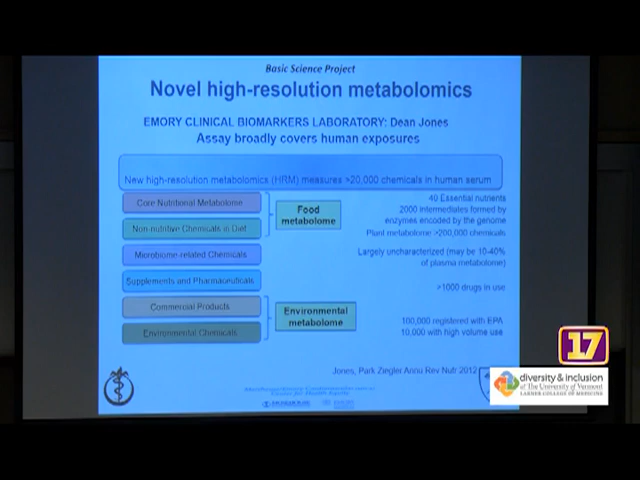 Basic Science Project
Novel high-resolution metabolomics
EMORY CLINICAL BIOMARKERS LABORATORY: Dean Jones
Assay broadly covers human exposures
New high-resolution metabolomics (HRM) measures >20,000 chemicals in human serum
Core Nutritional Metabolome
Non-nutritive Chemicals in Diet
Microbiome-related Chemicals
Supplements and Pharmaceuticals
Commercial Products
Environmental Chemicals
Food
metabolome
Environmental
metabolome
40 Essential nutrients
2000 intermediates formed by
enzymes encoded by the genome
Plant metabolome >200,000 chemicals
Largely uncharacterized (may be 10-40%
of plasma metabolome)
>1000 drugs in use
100,000 registered with EPA
10,000 with high volume use
Jones, Park Ziegler Annu Rev Nutr 2012
17
diversity & inclusion
at The University of Vermont
LARNER COLLEGE OF MEDICINE